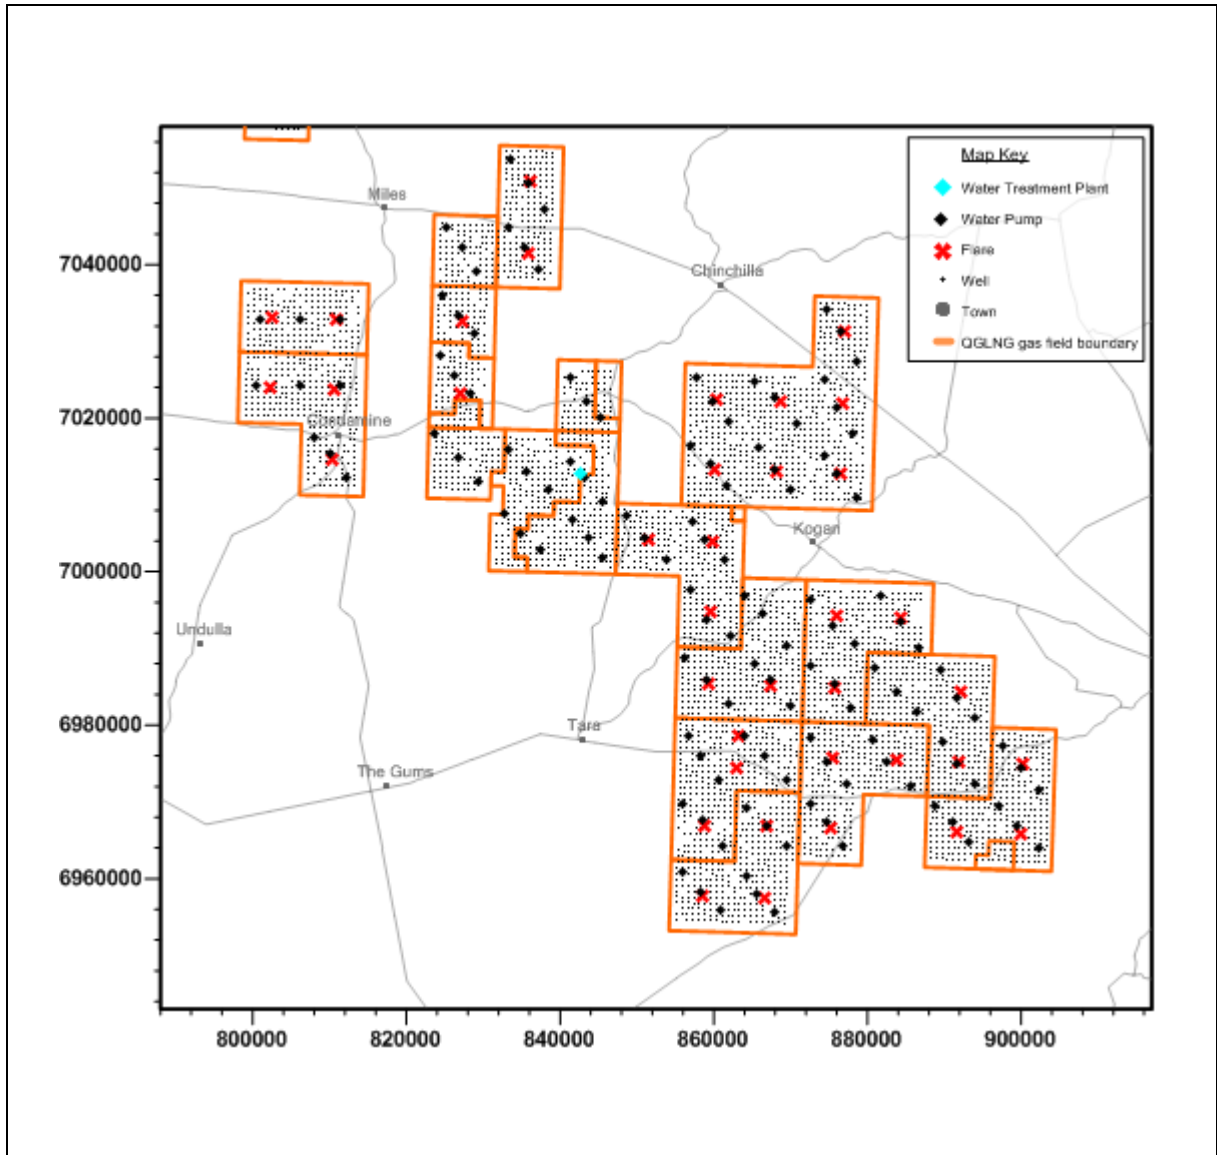 Map Key
Water Treatment Plant
Water Pump
Flare
Well
Town
QGLNG gas field boundary
Miles
Chinchilla
Condamine
Kogan
Undulla
Tara
The Gums
7040000
7020000
7000000
6980000
6960000
800000 820000 840000 860000 880000 900000